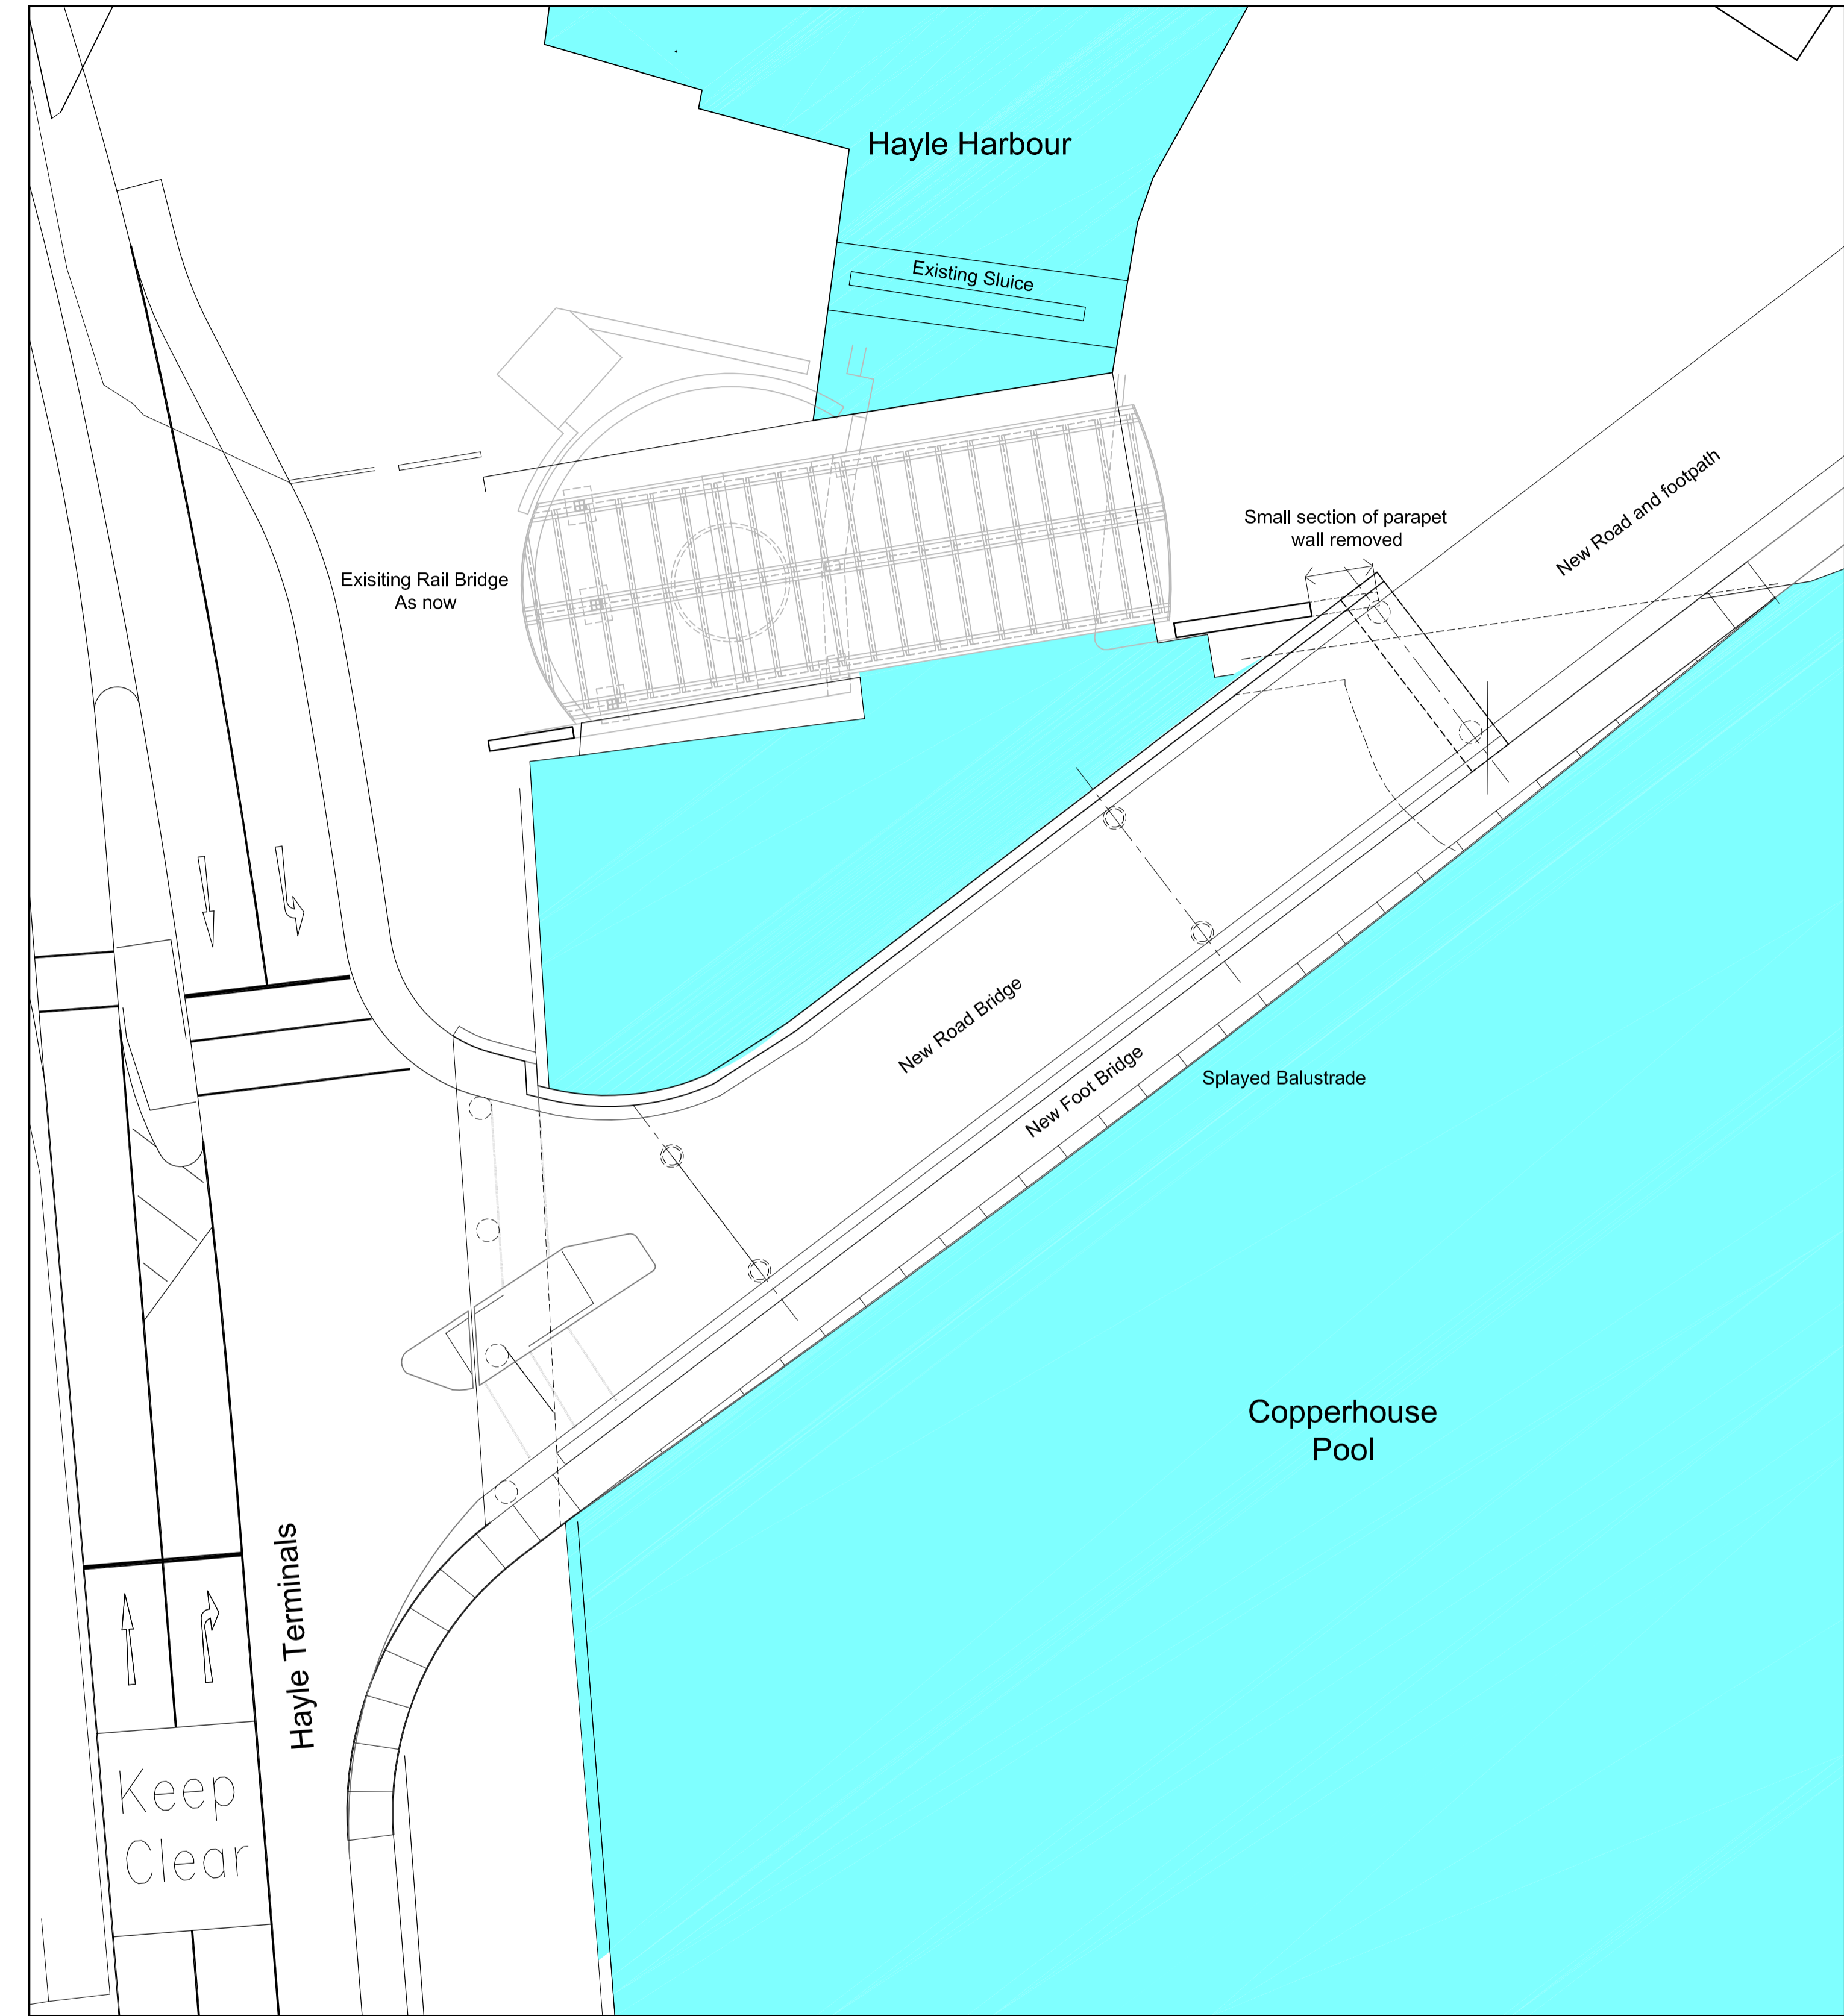 Hayle Harbour
Existing Sluice
Small section of parapet
wall removed
New Road and footpath
Exisiting Rail Bridge
As now
New Road Bridge
New Foot Bridge
Splayed Balustrade
Copperhouse
Pool
Hayle Terminals
Keep
Clear